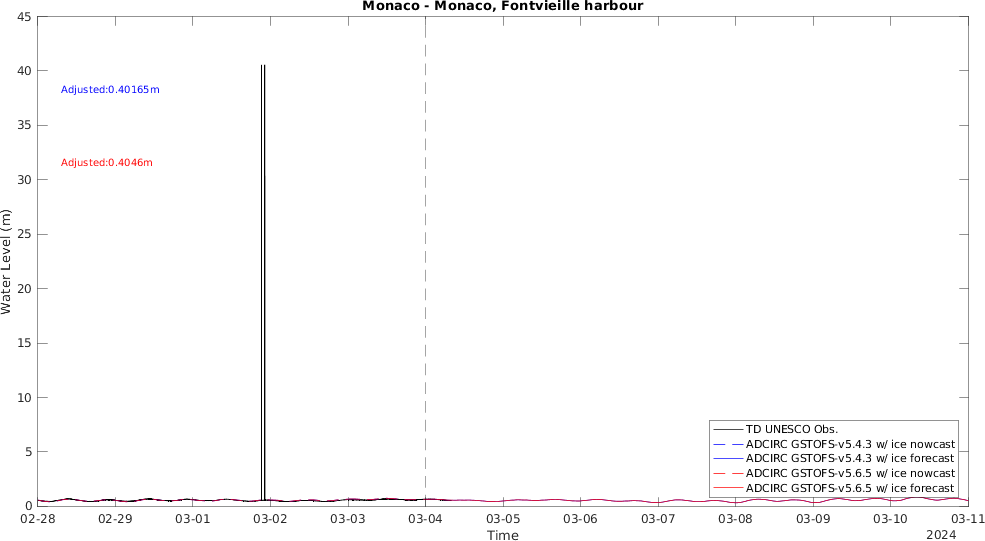 Monaco - Monaco, Fontvieille harbour
45
40
35
30
25
20
15
10
5
0
Water Level (m)
Adjusted:0.40165m
Adjusted:0.4046m
TD UNESCO Obs.
ADCIRC GSTOFS-v5.4.3 w/ ice nowcast
ADCIRC GSTOFS-v5.4.3 w/ ice forecast
ADCIRC GSTOFS-v5.6.5 w/ ice nowcast
ADCIRC GSTOFS-v5.6.5 w/ ice forecast
02-28 02-29 03-01 03-02 03-03 03-04 03-05 03-06 03-07 03-08 03-09 03-10 03-11
Time
2024